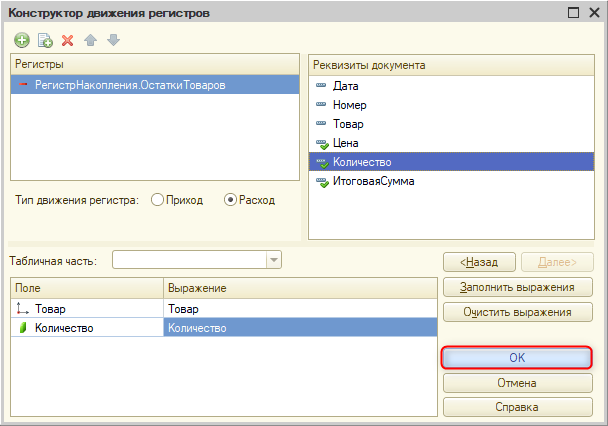 Конструктор движения регистров
Регистры
РегистрНакопления.ОстаткиТоваров
Реквизиты документа
Дата
Номер
Товар
Цена
Количество
ИтоговаяСумма
Тип движения регистра:
Приход
Расход
Табличная часть:
<Назад
Далее>
Поле
Выражение
Товар
Товар
Количество
Количество
Заполнить выражения
Очистить выражения
OK
Отмена
Справка